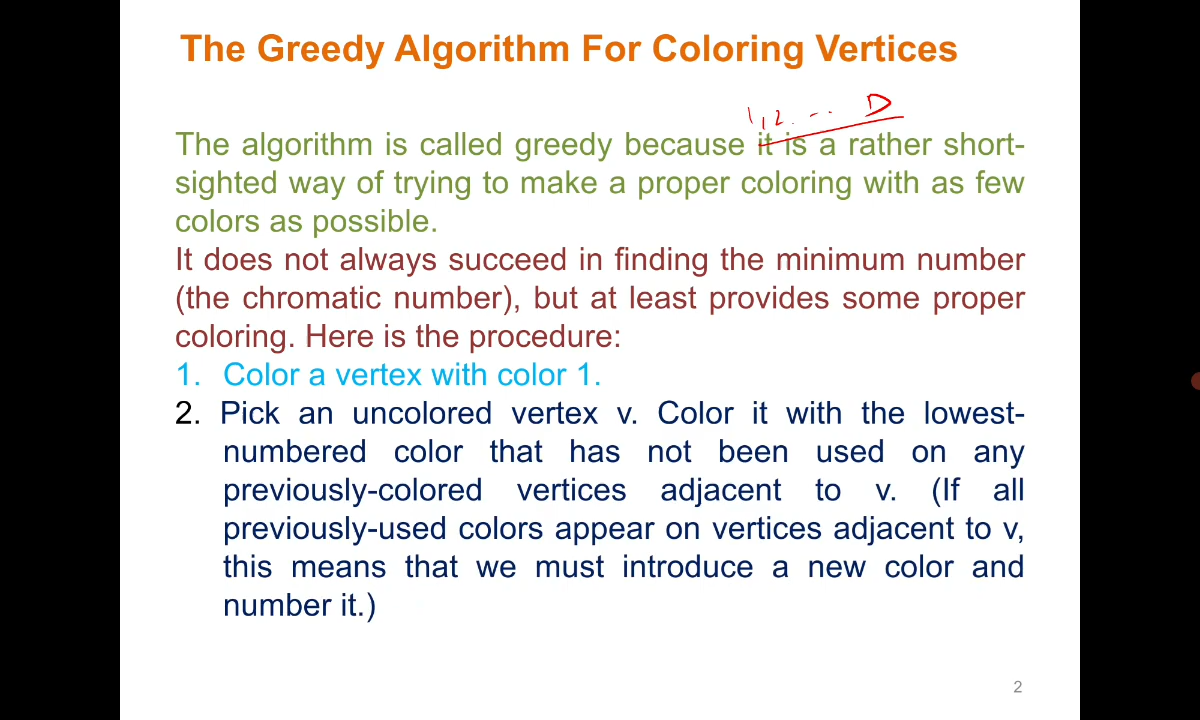 The Greedy Algorithm For Coloring Vertices
1,2. -.. D
The algorithm is called greedy because it is a rather short-
sighted way of trying to make a proper coloring with as few
colors as possible.
It does not always succeed in finding the minimum number
(the chromatic number), but at least provides some proper
coloring. Here is the procedure:
1. Color a vertex with color 1.
2. Pick an uncolored vertex v. Color it with the lowest-
numbered color that has not been used on any
previously-colored vertices adjacent to v. (If all
previously-used colors appear on vertices adjacent to v,
this means that we must introduce a new color and
number it.)
2